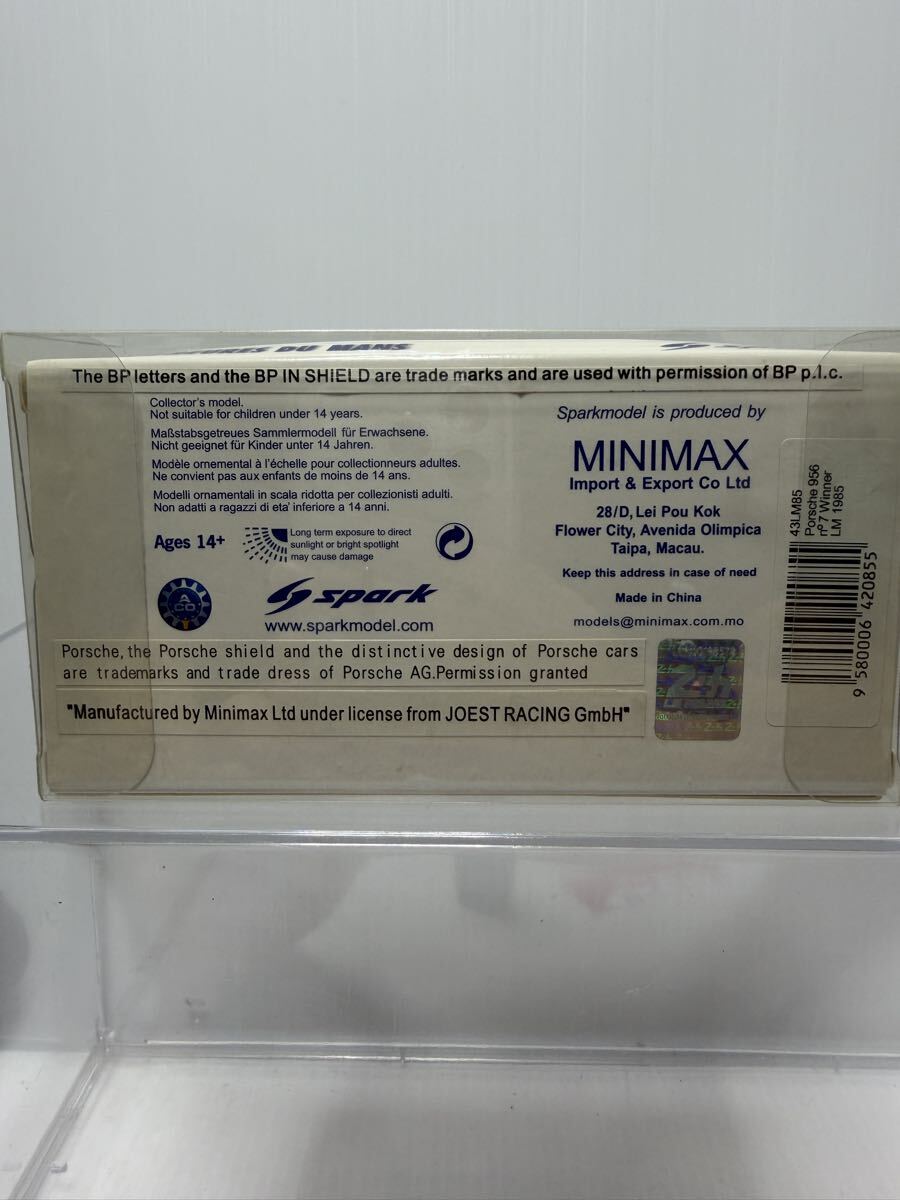 HEURES DU MANS
The BP letters and the BP IN SHIELD are trade marks and are used with permission of BP p.l.c.
Collector's model.
Not suitable for children under 14 years.
Maßstabsgetreues Sammlermodell für Erwachsene.
Nicht geeignet für Kinder unter 14 Jahren.
Modèle ornemental à l'échelle pour collectionneurs adultes.
Ne convient pas aux enfants de moins de 14 ans.
Modelli ornamentali in scala ridotta per collezionisti adulti.
Non adatti a ragazzi di eta' inferiore a 14 anni.
Ages 14+
Long term exposure to direct
sunlight or bright spotlight
may cause damage
ACO
spark
www.sparkmodel.com
Sparkmodel is produced by
MINIMAX
Import & Export Co Ltd
28/D, Lei Pou Kok
Flower City, Avenida Olimpica
Taipa, Macau.
Keep this address in case of need
Made in China
models@minimax.com.mo
43LM85
Porsche 956
n°7 Winner
LM 1985
9 580006 420855
Porsche, the Porsche shield and the distinctive design of Porsche cars
are trademarks and trade dress of Porsche AG.Permission granted
"Manufactured by Minimax Ltd under license from JOEST RACING GmbH"
24h